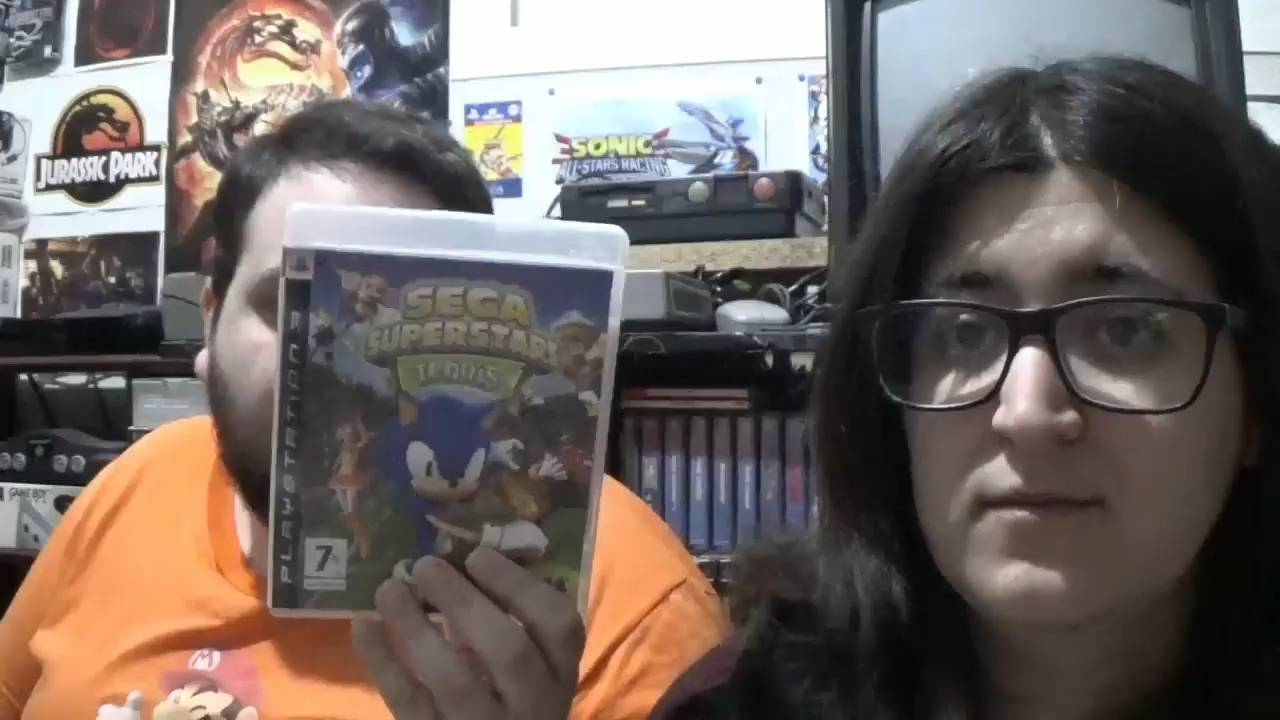 JURASSIC PARK
SONIC
ALL-STARS RACING
SEGA
SUPERSTARS
TENNIS
PLAYSTATION 3
7
GAME BOY
M